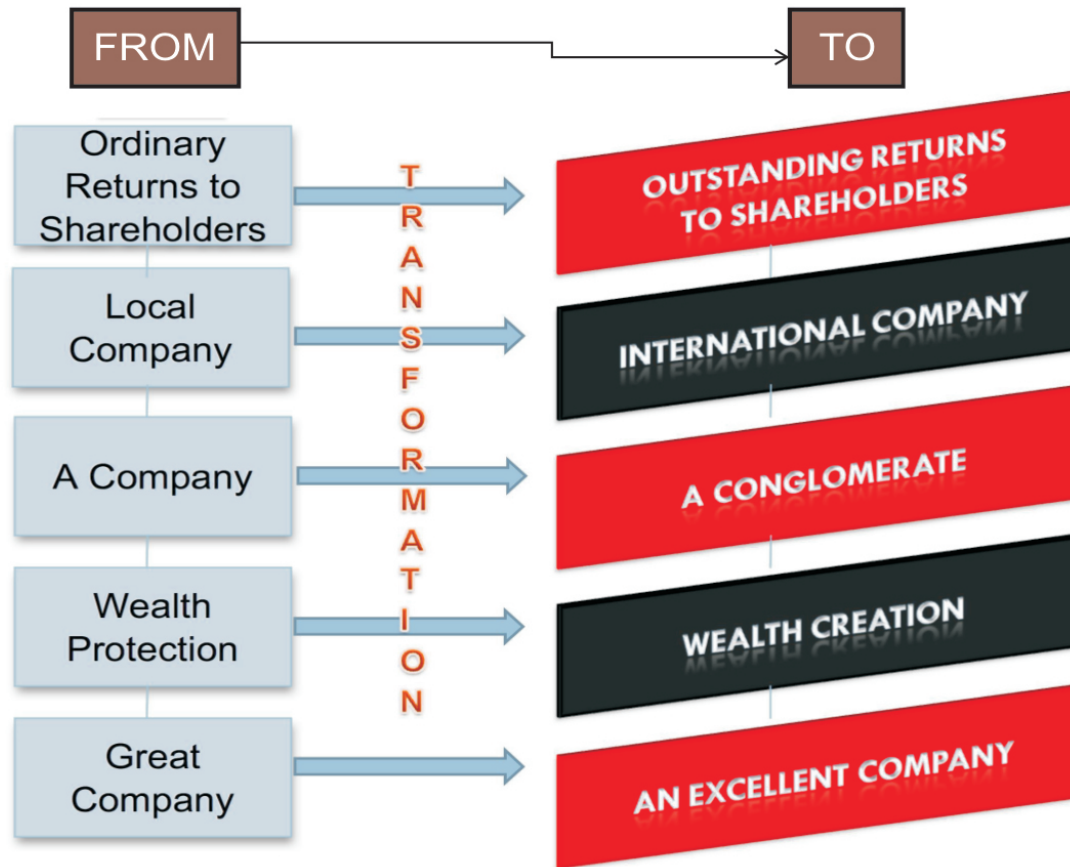 FROM
TO
Ordinary
Returns to
Shareholders
TRANSFORMATION
OUTSTANDING RETURNS
TO SHAREHOLDERS
Local
Company
INTERNATIONAL COMPANY
A Company
A CONGLOMERATE
Wealth
Protection
WEALTH CREATION
Great
Company
AN EXCELLENT COMPANY